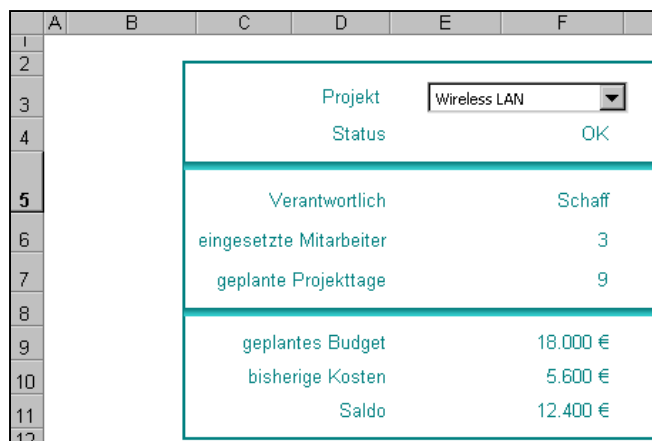 A B C D E F
1
2
3 Projekt Wireless LAN
4 Status OK
5 Verantwortlich Schaff
6 eingesetzte Mitarbeiter 3
7 geplante Projekttage 9
8
9 geplantes Budget 18.000 €
10 bisherige Kosten 5.600 €
11 Saldo 12.400 €
12